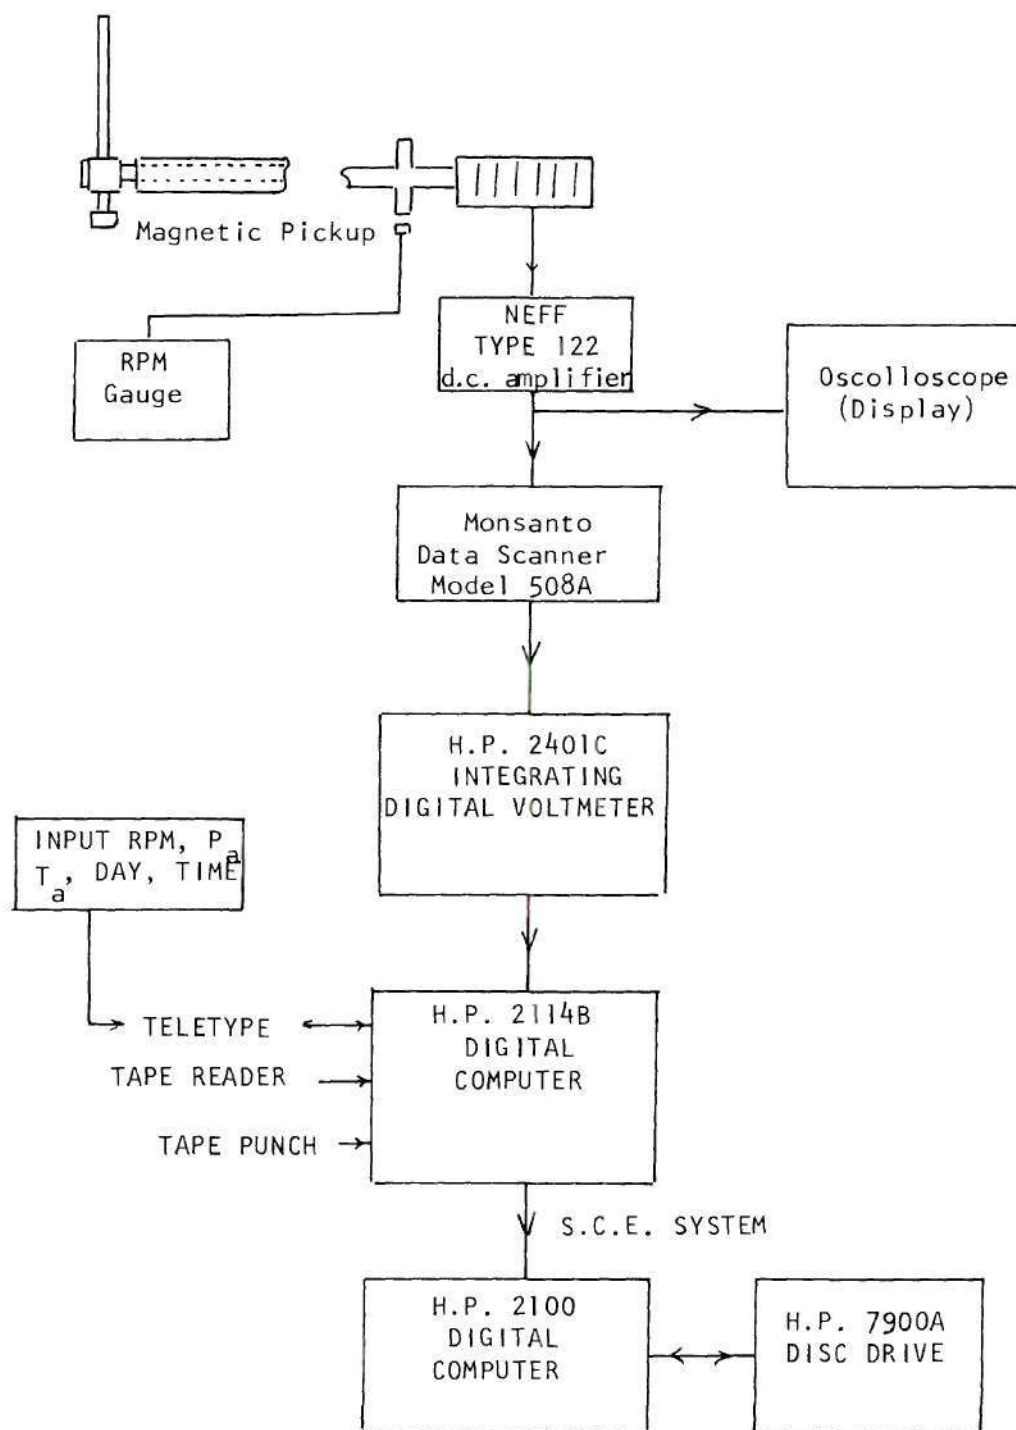 Magnetic Pickup
RPM
Gauge
NEFF
TYPE 122
d.c. amplifier
Oscolloscope
(Display)
Monsanto
Data Scanner
Model 508A
H.P. 2401C
INTEGRATING
DIGITAL VOLTMETER
INPUT RPM, Pa
Ta, DAY, TIME
TELETYPE
TAPE READER
TAPE PUNCH
H.P. 2114B
DIGITAL
COMPUTER
S.C.E. SYSTEM
H.P. 2100
DIGITAL
COMPUTER
H.P. 7900A
DISC DRIVE